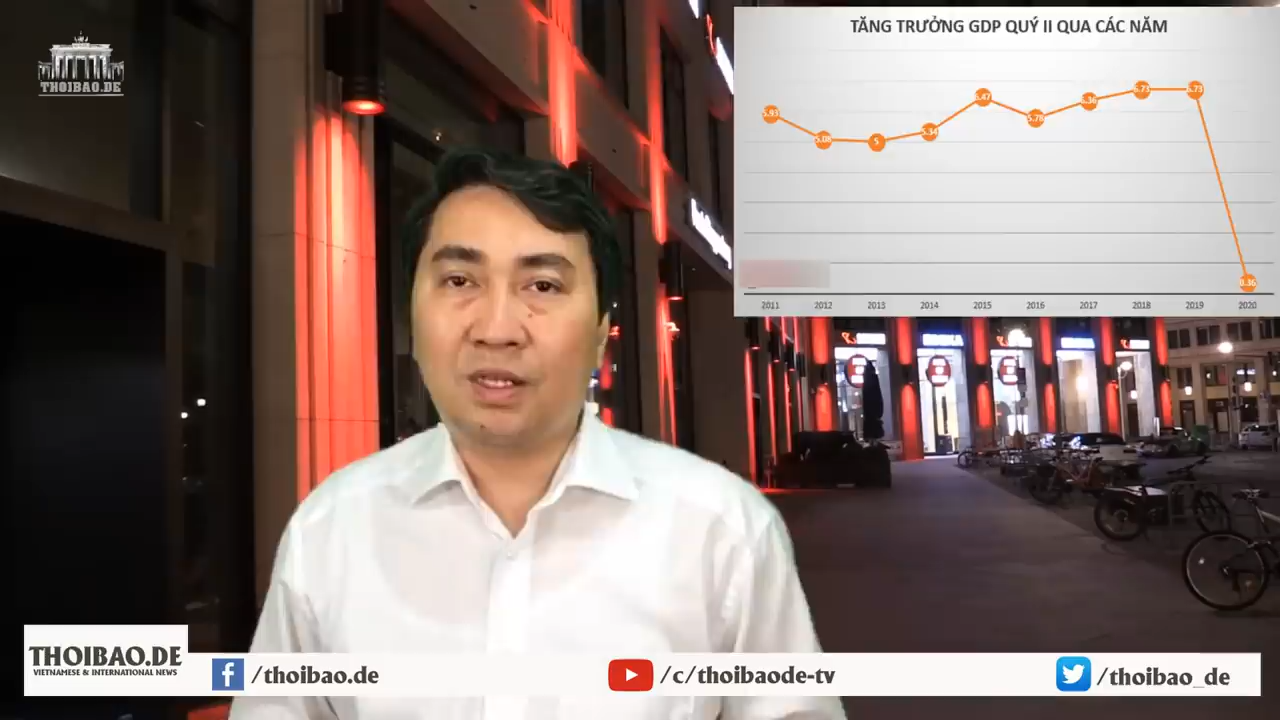 THOIBAO.DE
TĂNG TRƯỞNG GDP QUÝ II QUA CÁC NĂM
5.93
5.08
5
5.34
6.47
5.78
6.36
6.73
6.73
0.36
2011 2012 2013 2014 2015 2016 2017 2018 2019 2020
THOIBAO.DE
VIETNAMESE & INTERNATIONAL NEWS
/thoibao.de
/c/thoibaode-tv
/thoibao_de